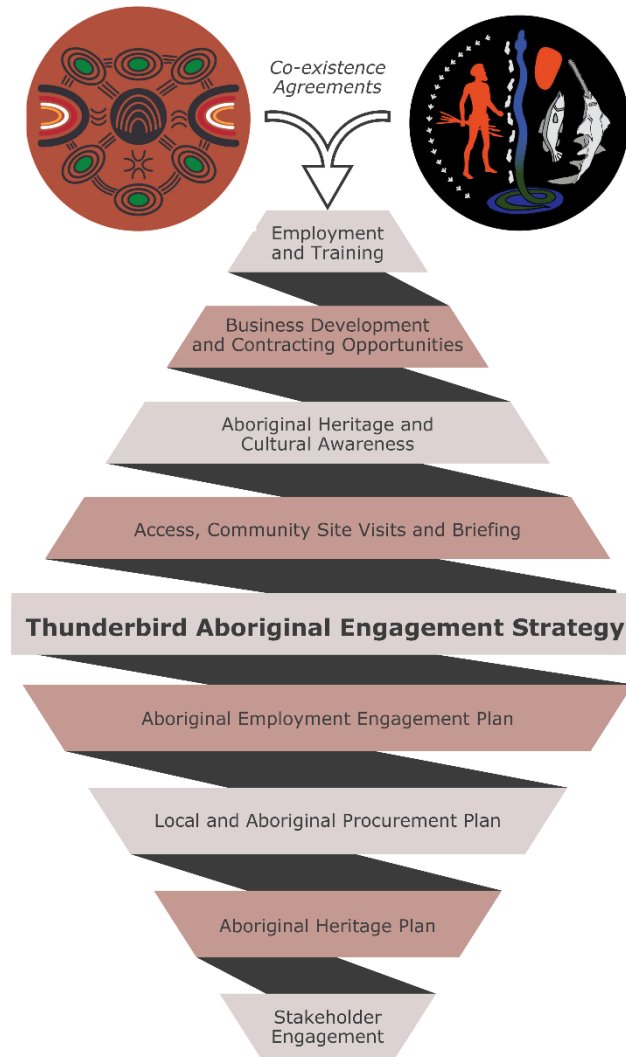 Co-existence
Agreements
Employment
and Training
Business Development
and Contracting Opportunities
Aboriginal Heritage and
Cultural Awareness
Access, Community Site Visits and Briefing
Thunderbird Aboriginal Engagement Strategy
Aboriginal Employment Engagement Plan
Local and Aboriginal Procurement Plan
Aboriginal Heritage Plan
Stakeholder
Engagement